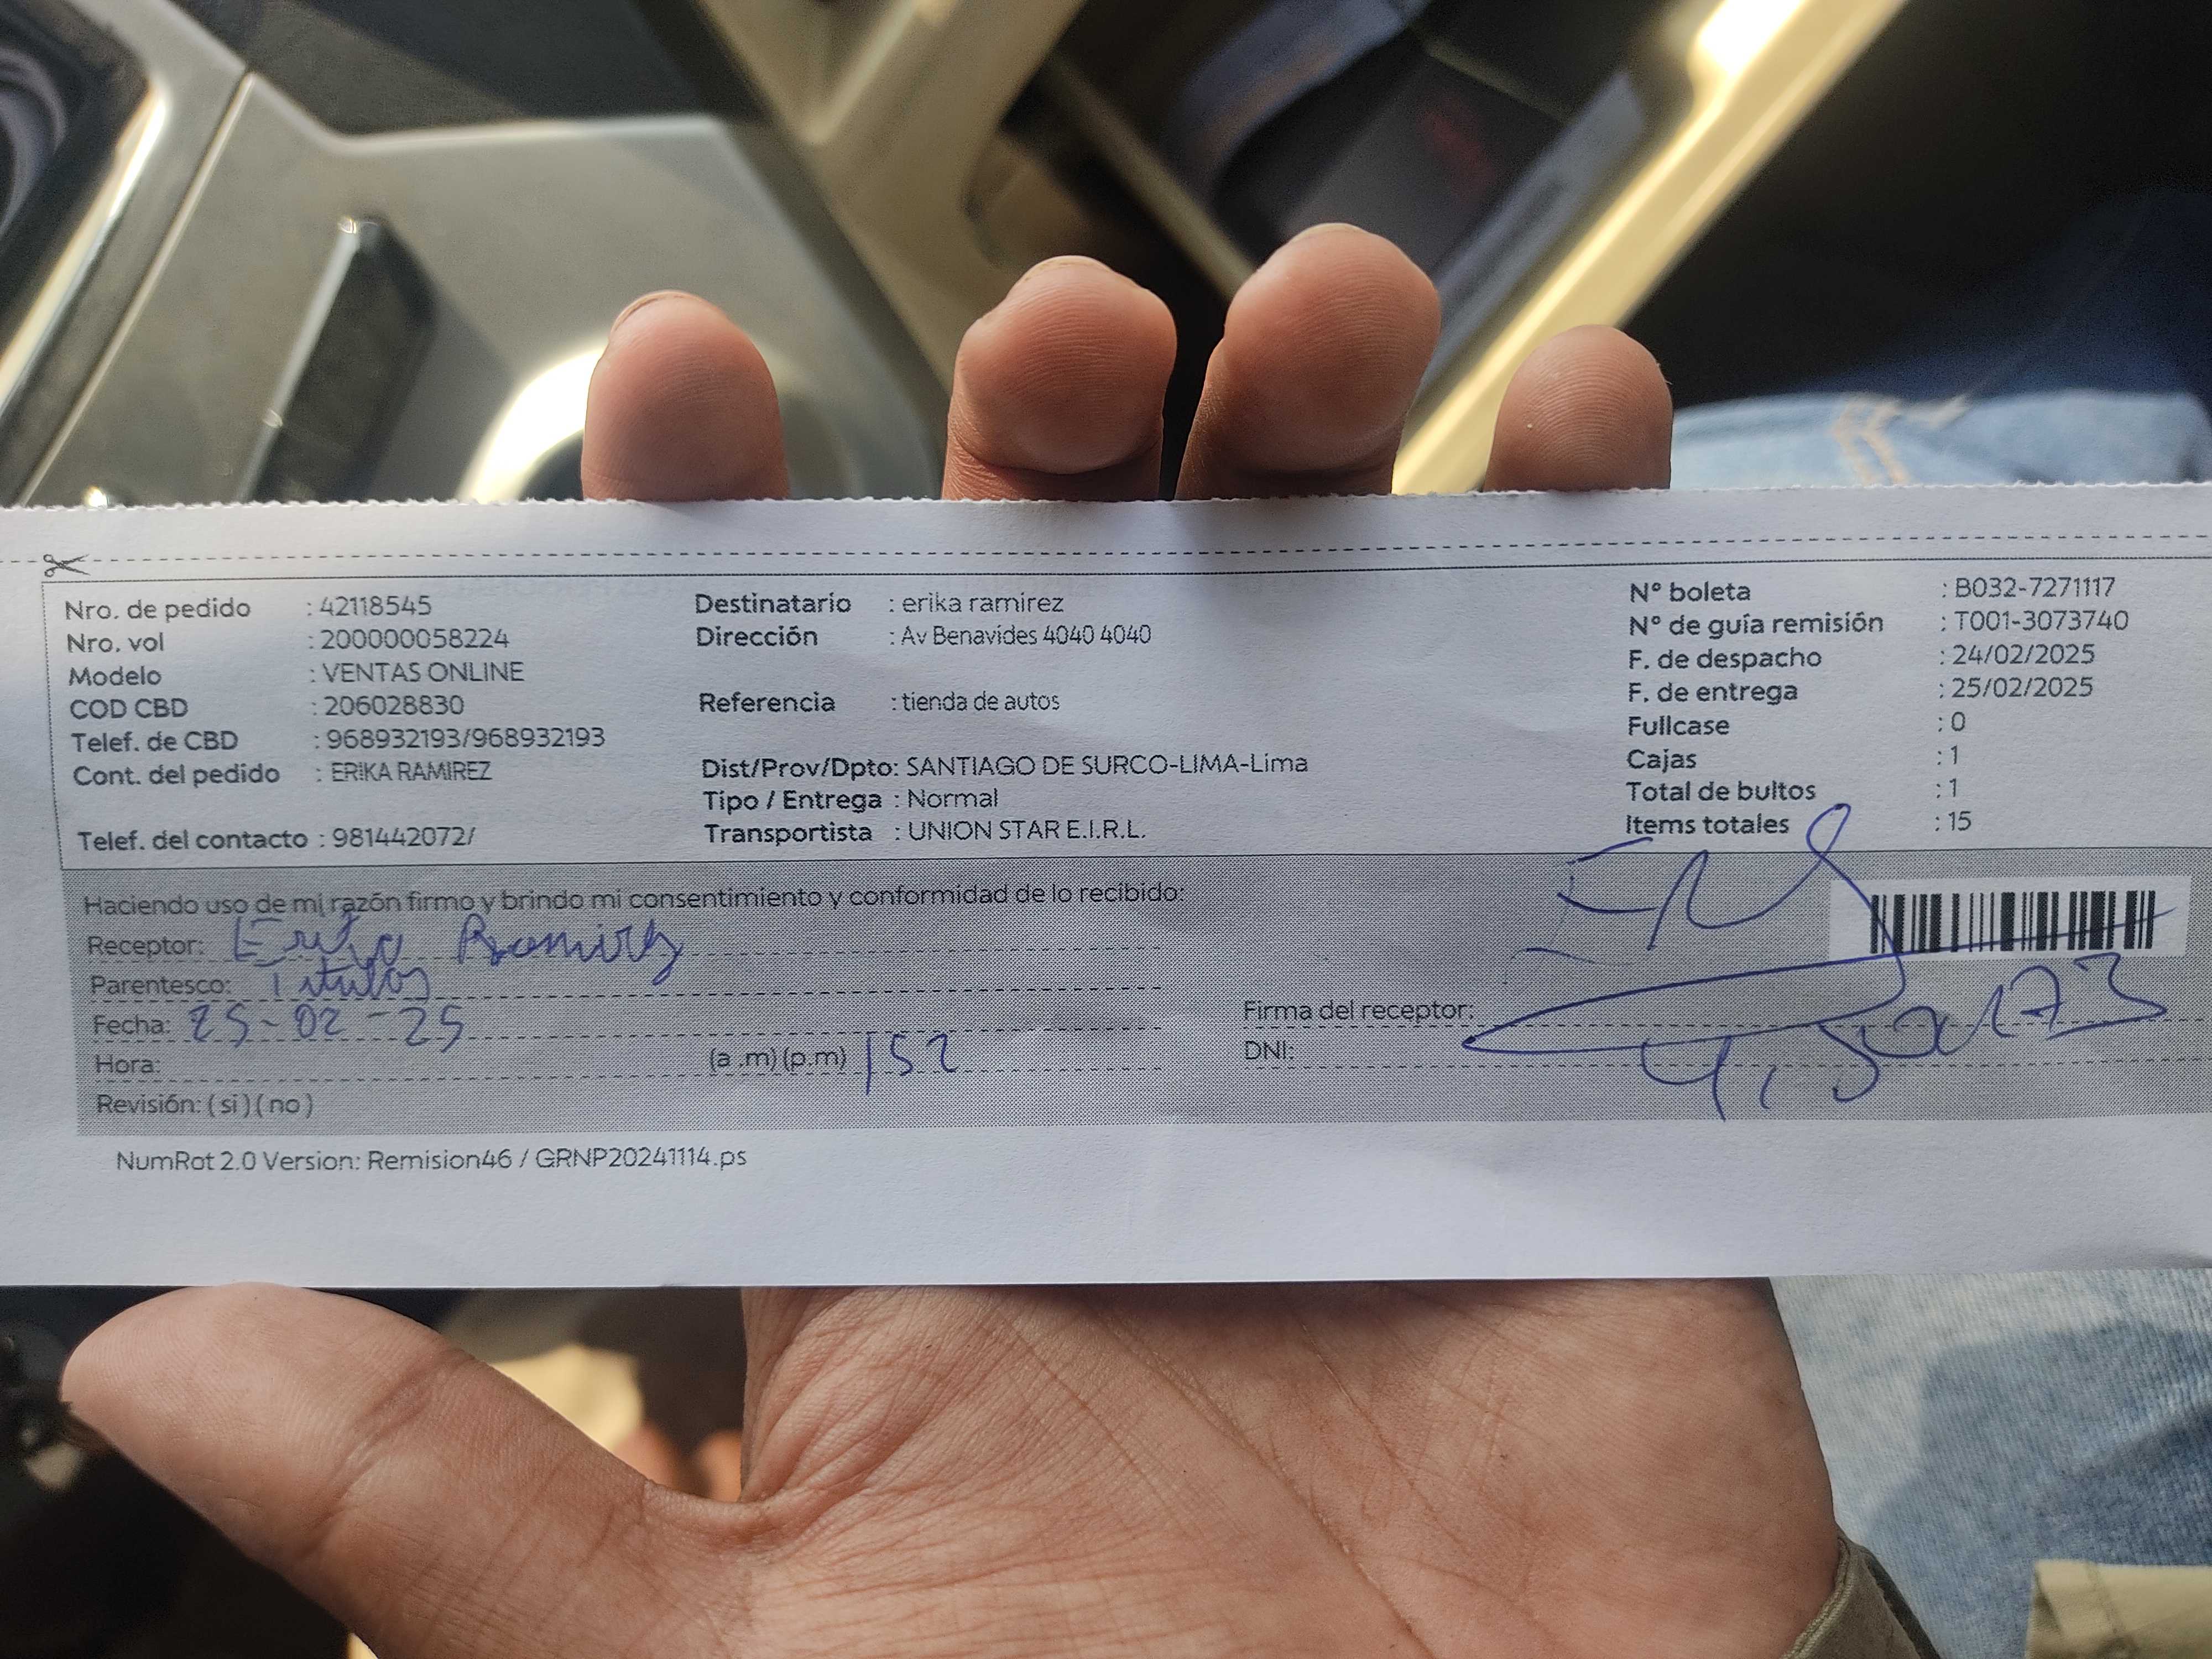 Nro. de pedido : 42118545
Nro. vol : 200000058224
Modelo : VENTAS ONLINE
COD CBD : 206028830
Telef. de CBD : 968932193/968932193
Cont. del pedido : ERIKA RAMIREZ
Telef. del contacto : 981442072/
Destinatario : erika ramirez
Dirección : Av Benavides 4040 4040
Referencia : tienda de autos
Dist/Prov/Dpto: SANTIAGO DE SURCO-LIMA-Lima
Tipo / Entrega : Normal
Transportista : UNION STAR E.I.R.L.
N° boleta : B032-7271117
N° de guía remisión : T001-3073740
F. de despacho : 24/02/2025
F. de entrega : 25/02/2025
Fullcase : 0
Cajas : 1
Total de bultos : 1
Items totales : 15
Haciendo uso de mi razón firmo y brindo mi consentimiento y conformidad de lo recibido:
Receptor: Erika Ramirez
Parentesco: Titular
Fecha: 25-02-25
Hora: (a .m) (p.m) 152
Revisión: ( si ) ( no )
Firma del receptor:
DNI:
NumRot 2.0 Version: Remision46 / GRNP20241114.ps